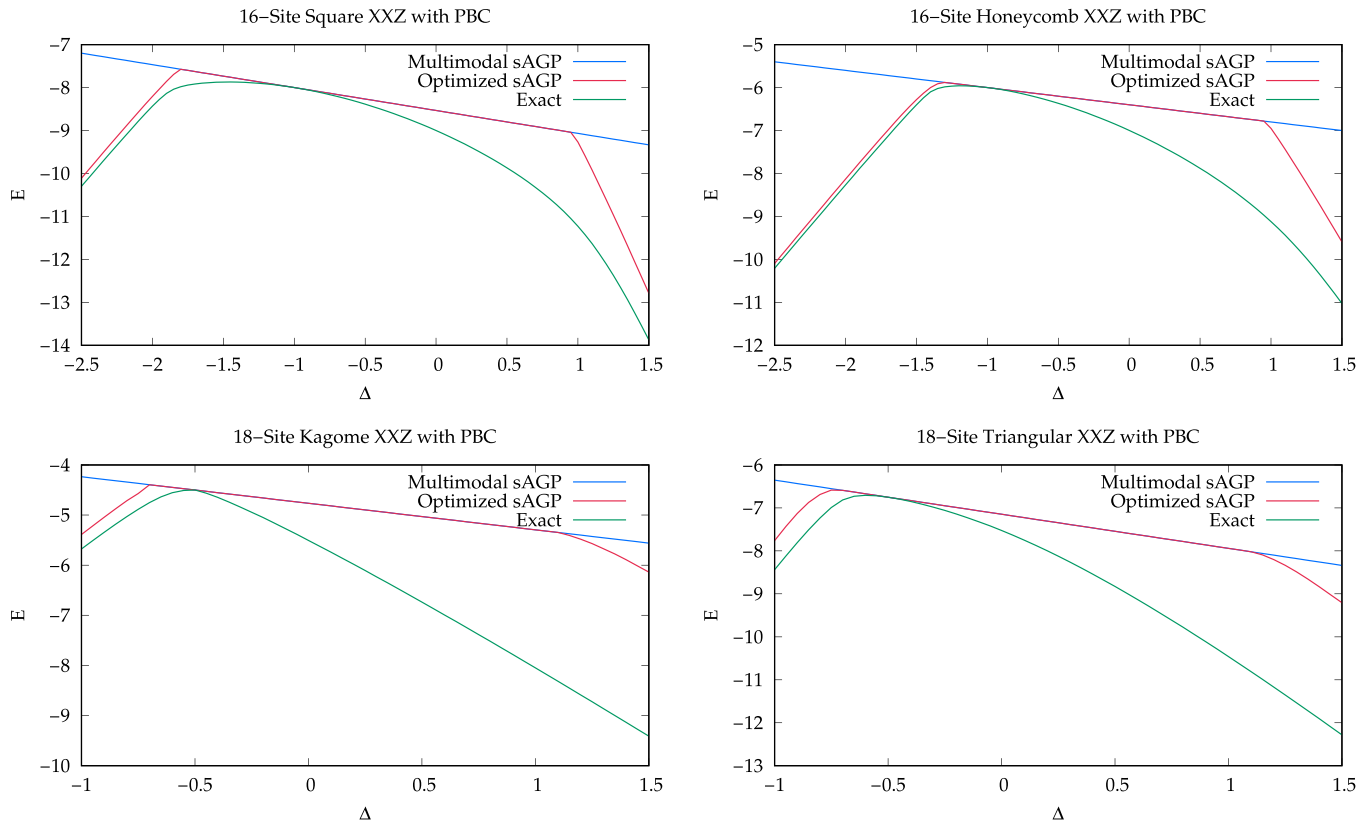 16−Site Square XXZ with PBC
−7
−8
−9
−10
−11
−12
−13
−14
E
Multimodal sAGP
Optimized sAGP
Exact
−2.5 −2 −1.5 −1 −0.5 0 0.5 1 1.5
Δ
16−Site Honeycomb XXZ with PBC
−5
−6
−7
−8
−9
−10
−11
−12
E
Multimodal sAGP
Optimized sAGP
Exact
−2.5 −2 −1.5 −1 −0.5 0 0.5 1 1.5
Δ
18−Site Kagome XXZ with PBC
−4
−5
−6
−7
−8
−9
−10
E
Multimodal sAGP
Optimized sAGP
Exact
−1 −0.5 0 0.5 1 1.5
Δ
18−Site Triangular XXZ with PBC
−6
−7
−8
−9
−10
−11
−12
−13
E
Multimodal sAGP
Optimized sAGP
Exact
−1 −0.5 0 0.5 1 1.5
Δ